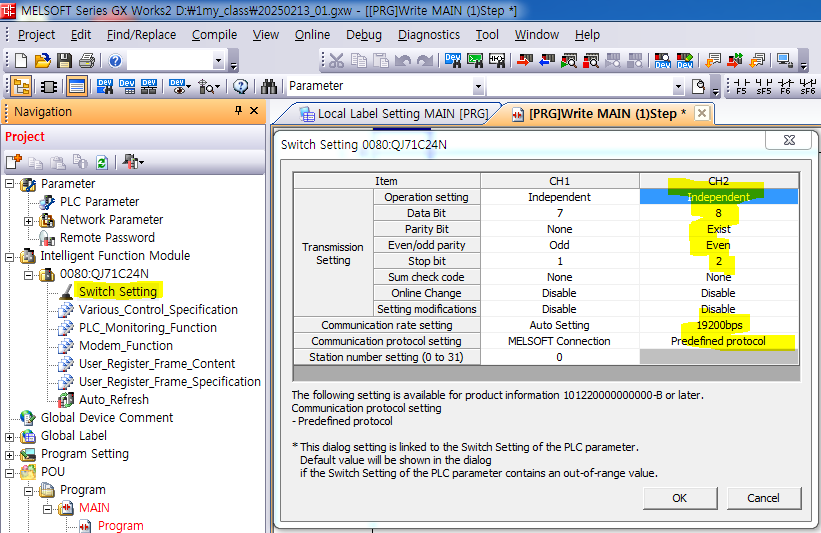 MELSOFT Series GX Works2 D:₩1my_class₩20250213_01.gxw - [[PRG]Write MAIN (1)Step *]
Project Edit Find/Replace Compile View Online Debug Diagnostics Tool Window Help
Parameter
F5 sF5 F6 sF6
Navigation
Local Label Setting MAIN [PRG]
[PRG]Write MAIN (1)Step *
Project
Parameter
PLC Parameter
Network Parameter
Remote Password
Intelligent Function Module
0080:QJ71C24N
Switch Setting
Various_Control_Specification
PLC_Monitoring_Function
Modem_Function
User_Register_Frame_Content
User_Register_Frame_Specification
Auto_Refresh
Global Device Comment
Global Label
Program Setting
POU
Program
MAIN
Program
Switch Setting 0080:QJ71C24N
Item CH1 CH2
Transmission Setting
Operation setting Independent Independent
Data Bit 7 8
Parity Bit None Exist
Even/odd parity Odd Even
Stop bit 1 2
Sum check code None None
Online Change Disable Disable
Setting modifications Disable Disable
Communication rate setting Auto Setting 19200bps
Communication protocol setting MELSOFT Connection Predefined protocol
Station number setting (0 to 31) 0
The following setting is available for product information 101220000000000-B or later.
Communication protocol setting
- Predefined protocol
* This dialog setting is linked to the Switch Setting of the PLC parameter.
Default value will be shown in the dialog
if the Switch Setting of the PLC parameter contains an out-of-range value.
OK Cancel